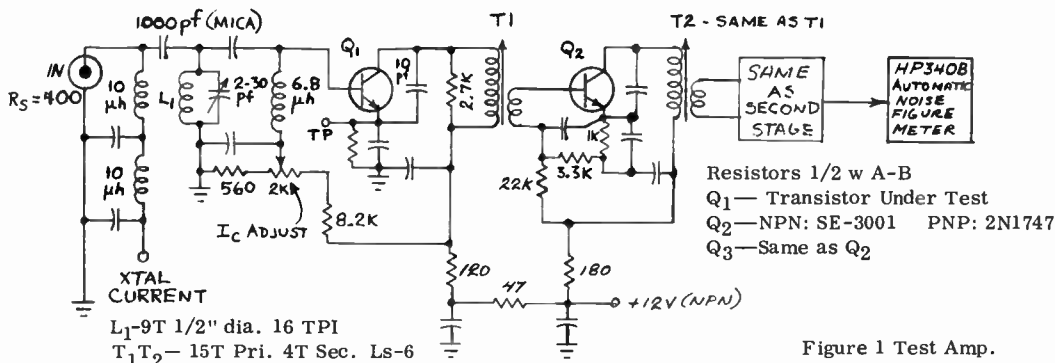 1000 pf (MICA)
T1
T2 - SAME AS T1
IN
RS = 400
10 μh
L1
2-30 pf
6.8 μh
Q1
10 pf
2.7K
Q2
SAME AS SECOND STAGE
HP340B AUTOMATIC NOISE FIGURE METER
TP
1K
3.3K
22K
10 μh
560
2K
8.2K
IC ADJUST
XTAL CURRENT
120
47
180
+12V (NPN)
Resistors 1/2 w A-B
Q1— Transistor Under Test
Q2—NPN: SE-3001 PNP: 2N1747
Q3—Same as Q2
L1-9T 1/2" dia. 16 TPI
T1T2— 15T Pri. 4T Sec. Ls-6
Figure 1 Test Amp.